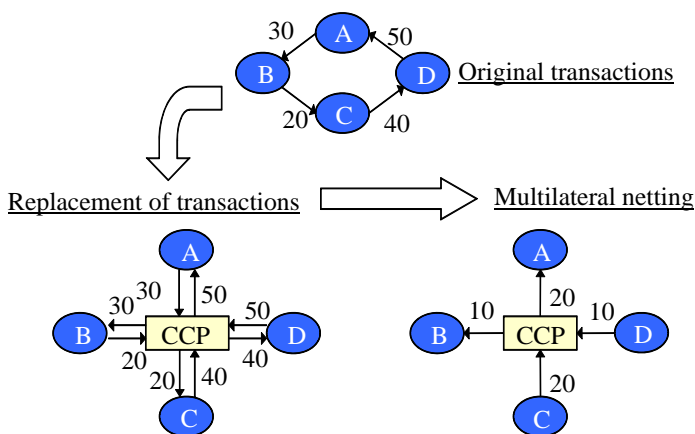 30
A
50
B
D
Original transactions
20
C
40
Replacement of transactions
Multilateral netting
A
30
30
50
50
B
CCP
D
20
40
20
40
C
A
20
10
10
B
CCP
D
20
C